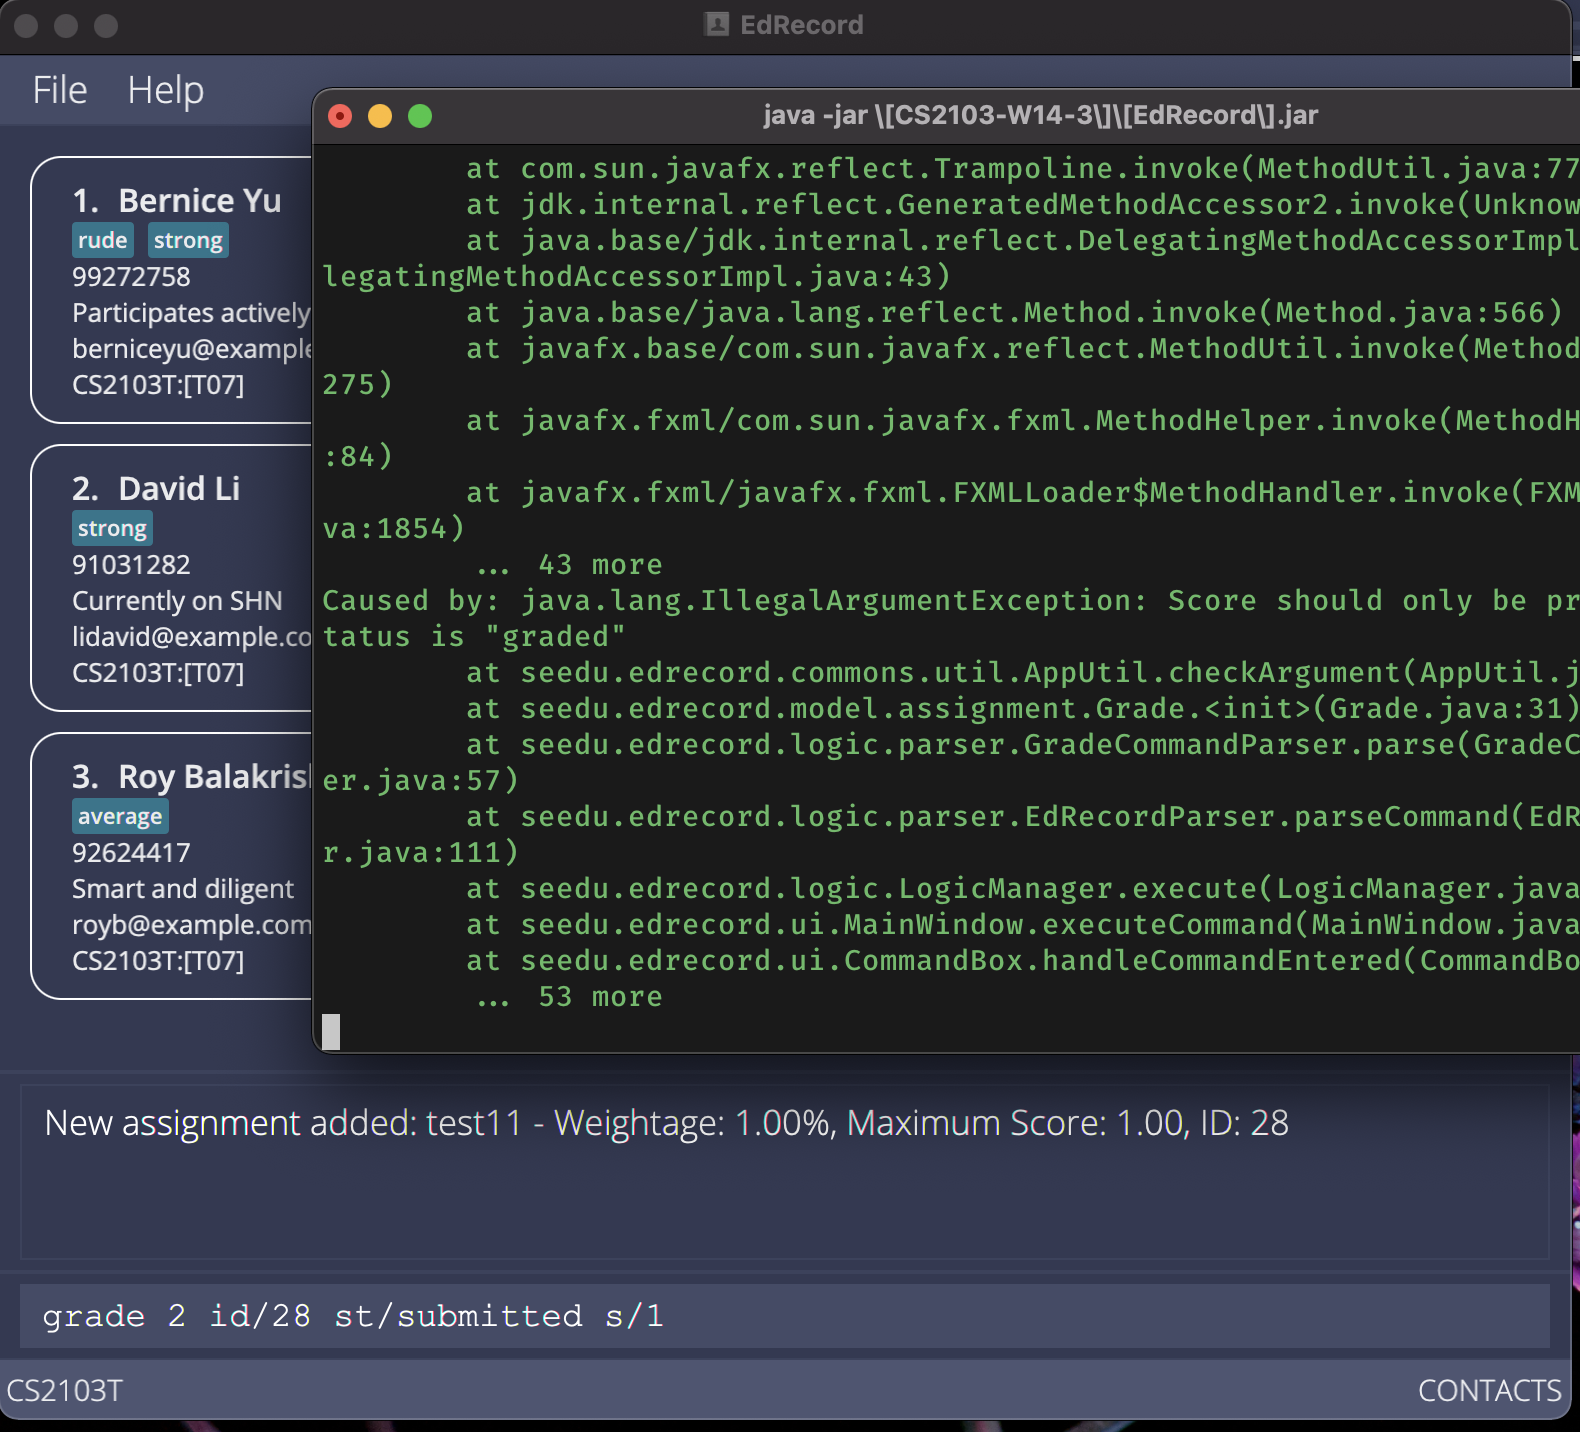 EdRecord
File Help
java -jar \[CS2103-W14-3\]\[EdRecord\].jar
1. Bernice Yu
rude strong
99272758
Participates actively
berniceyu@example
CS2103T:[T07]
2. David Li
strong
91031282
Currently on SHN
lidavid@example.co
CS2103T:[T07]
3. Roy Balakris
average
92624417
Smart and diligent
royb@example.com
CS2103T:[T07]
at com.sun.javafx.reflect.Trampoline.invoke(MethodUtil.java:77
at jdk.internal.reflect.GeneratedMethodAccessor2.invoke(Unknow
at java.base/jdk.internal.reflect.DelegatingMethodAccessorImpl
legatingMethodAccessorImpl.java:43)
at java.base/java.lang.reflect.Method.invoke(Method.java:566)
at javafx.base/com.sun.javafx.reflect.MethodUtil.invoke(Method
275)
at javafx.fxml/com.sun.javafx.fxml.MethodHelper.invoke(MethodH
:84)
at javafx.fxml/javafx.fxml.FXMLLoader$MethodHandler.invoke(FXM
va:1854)
... 43 more
Caused by: java.lang.IllegalArgumentException: Score should only be pr
tatus is "graded"
at seedu.edrecord.commons.util.AppUtil.checkArgument(AppUtil.j
at seedu.edrecord.model.assignment.Grade.<init>(Grade.java:31)
at seedu.edrecord.logic.parser.GradeCommandParser.parse(GradeC
er.java:57)
at seedu.edrecord.logic.parser.EdRecordParser.parseCommand(EdR
r.java:111)
at seedu.edrecord.logic.LogicManager.execute(LogicManager.java
at seedu.edrecord.ui.MainWindow.executeCommand(MainWindow.java
at seedu.edrecord.ui.CommandBox.handleCommandEntered(CommandBo
... 53 more
New assignment added: test11 - Weightage: 1.00%, Maximum Score: 1.00, ID: 28
grade 2 id/28 st/submitted s/1
CS2103T CONTACTS